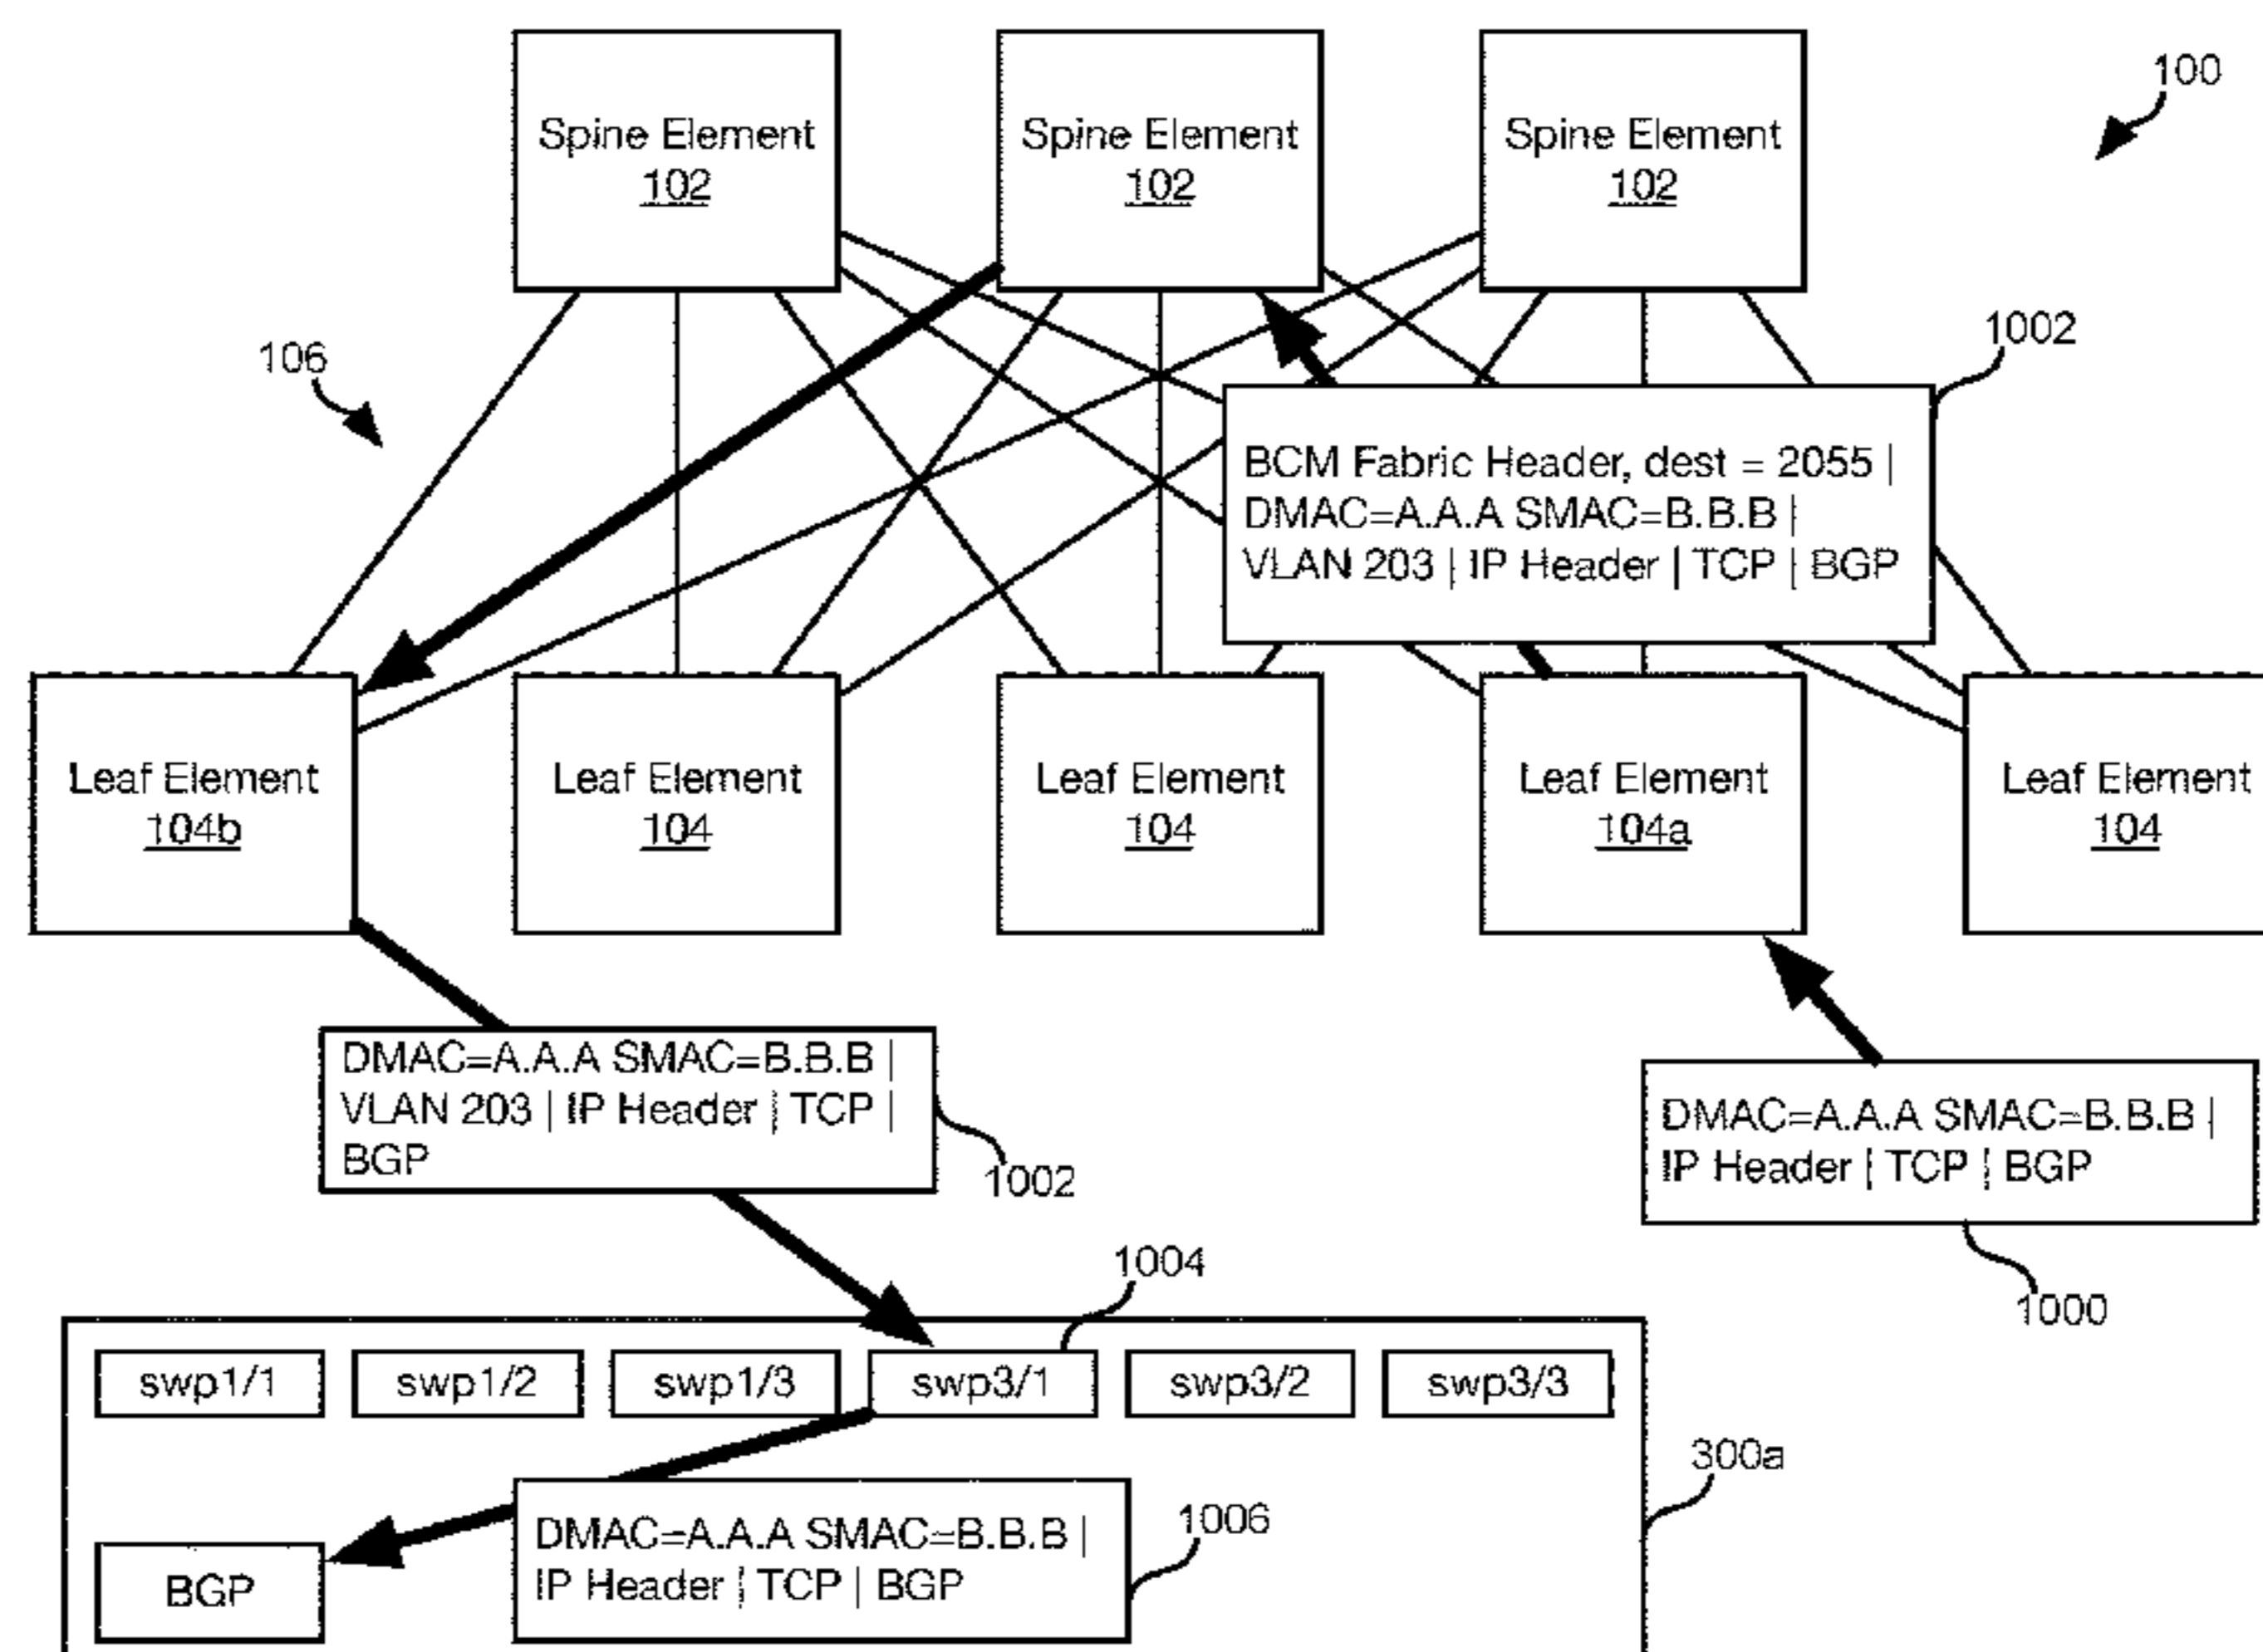 100
Spine Element
102
Spine Element
102
Spine Element
102
1002
106
BCM Fabric Header, dest = 2055 |
DMAC=A.A.A SMAC=B.B.B |
VLAN 203 | IP Header | TCP | BGP
Leaf Element
104b
Leaf Element
104
Leaf Element
104
Leaf Element
104a
Leaf Element
104
DMAC=A.A.A SMAC=B.B.B |
VLAN 203 | IP Header | TCP |
BGP
1002
DMAC=A.A.A SMAC=B.B.B |
IP Header | TCP | BGP
1000
1004
swp1/1
swp1/2
swp1/3
swp3/1
swp3/2
swp3/3
300a
DMAC=A.A.A SMAC=B.B.B |
IP Header | TCP | BGP
1006
BGP